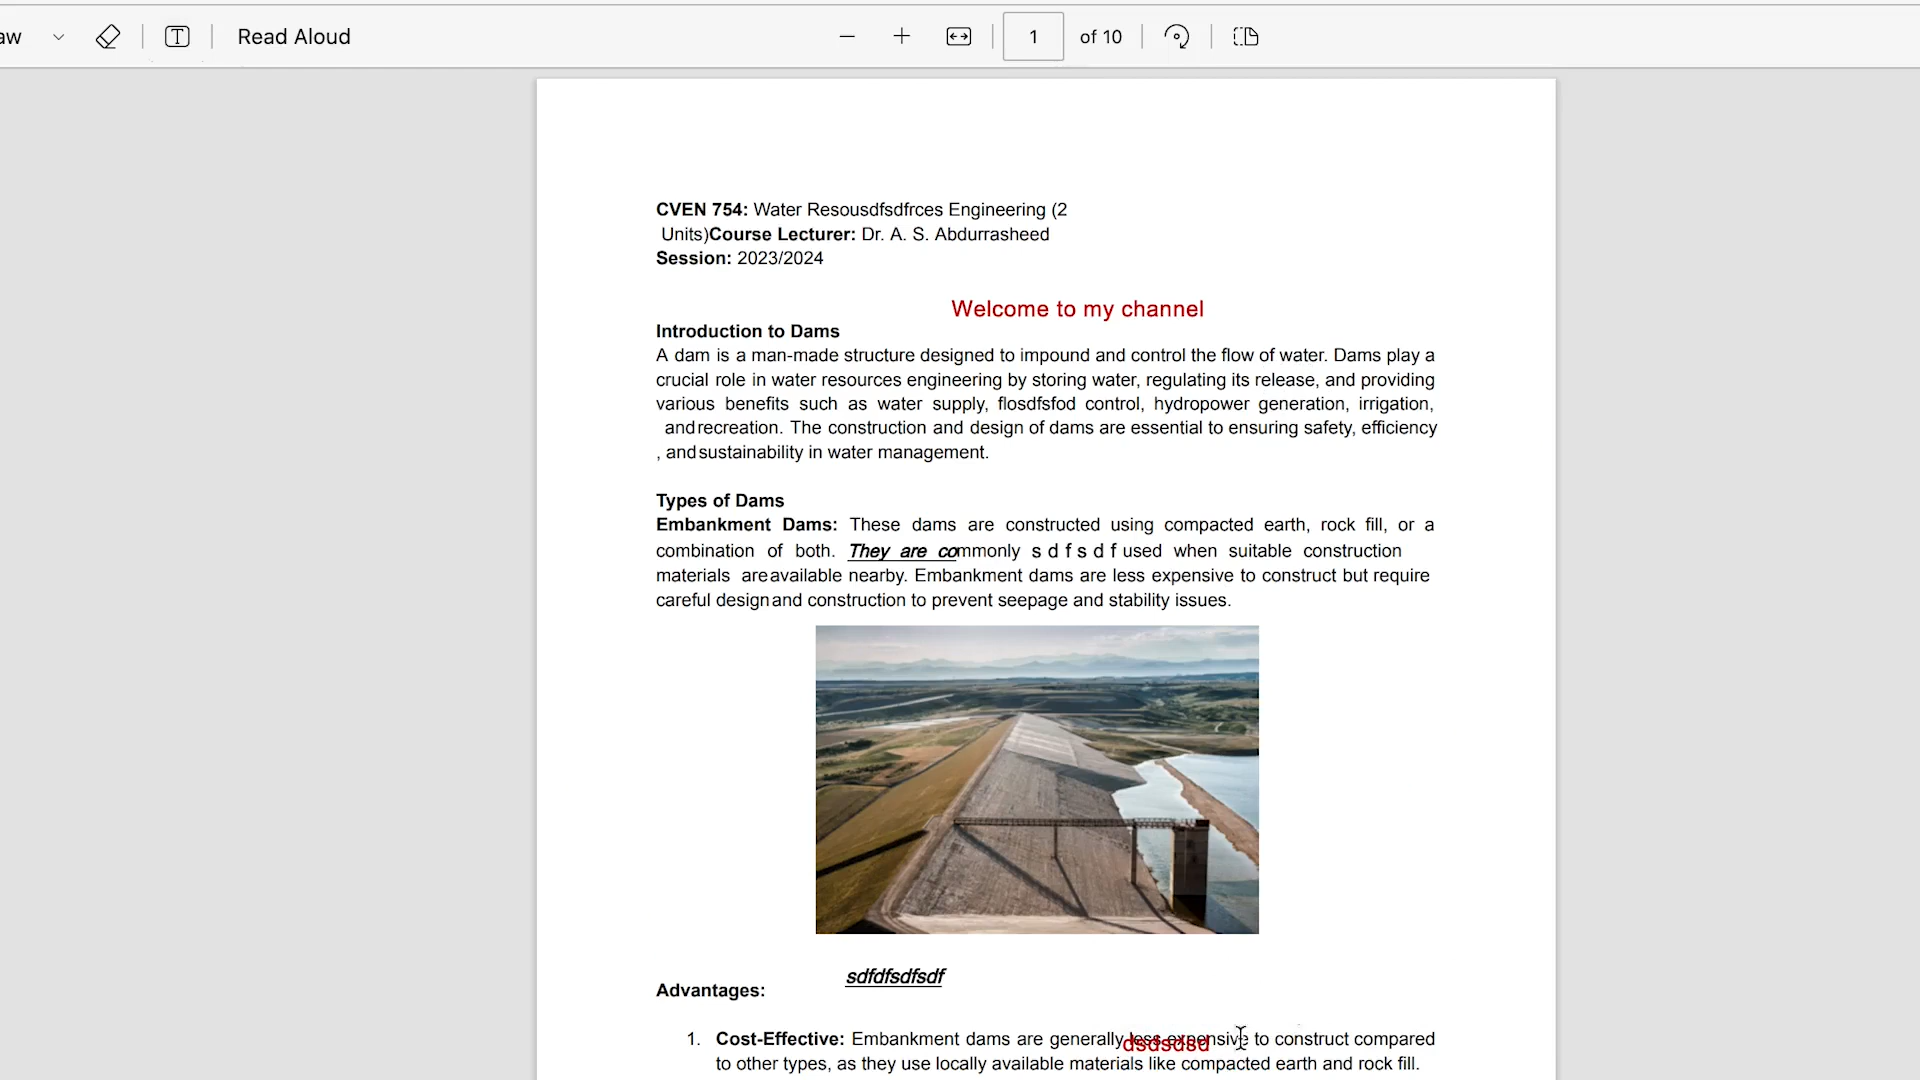 aw
Read Aloud
1 of 10
CVEN 754: Water Resousdfsdfrces Engineering (2
Units)Course Lecturer: Dr. A. S. Abdurrasheed
Session: 2023/2024
Welcome to my channel
Introduction to Dams
A dam is a man-made structure designed to impound and control the flow of water. Dams play a
crucial role in water resources engineering by storing water, regulating its release, and providing
various benefits such as water supply, flosdfsfod control, hydropower generation, irrigation,
andrecreation. The construction and design of dams are essential to ensuring safety, efficiency
, and sustainability in water management.
Types of Dams
Embankment Dams: These dams are constructed using compacted earth, rock fill, or a
combination of both. They are commonly s d f s d f used when suitable construction
materials areavailable nearby. Embankment dams are less expensive to construct but require
careful designand construction to prevent seepage and stability issues.
sdfdfsdfsdf
Advantages:
1. Cost-Effective: Embankment dams are generally less expensive to construct compared
dsdsdsd
to other types, as they use locally available materials like compacted earth and rock fill.